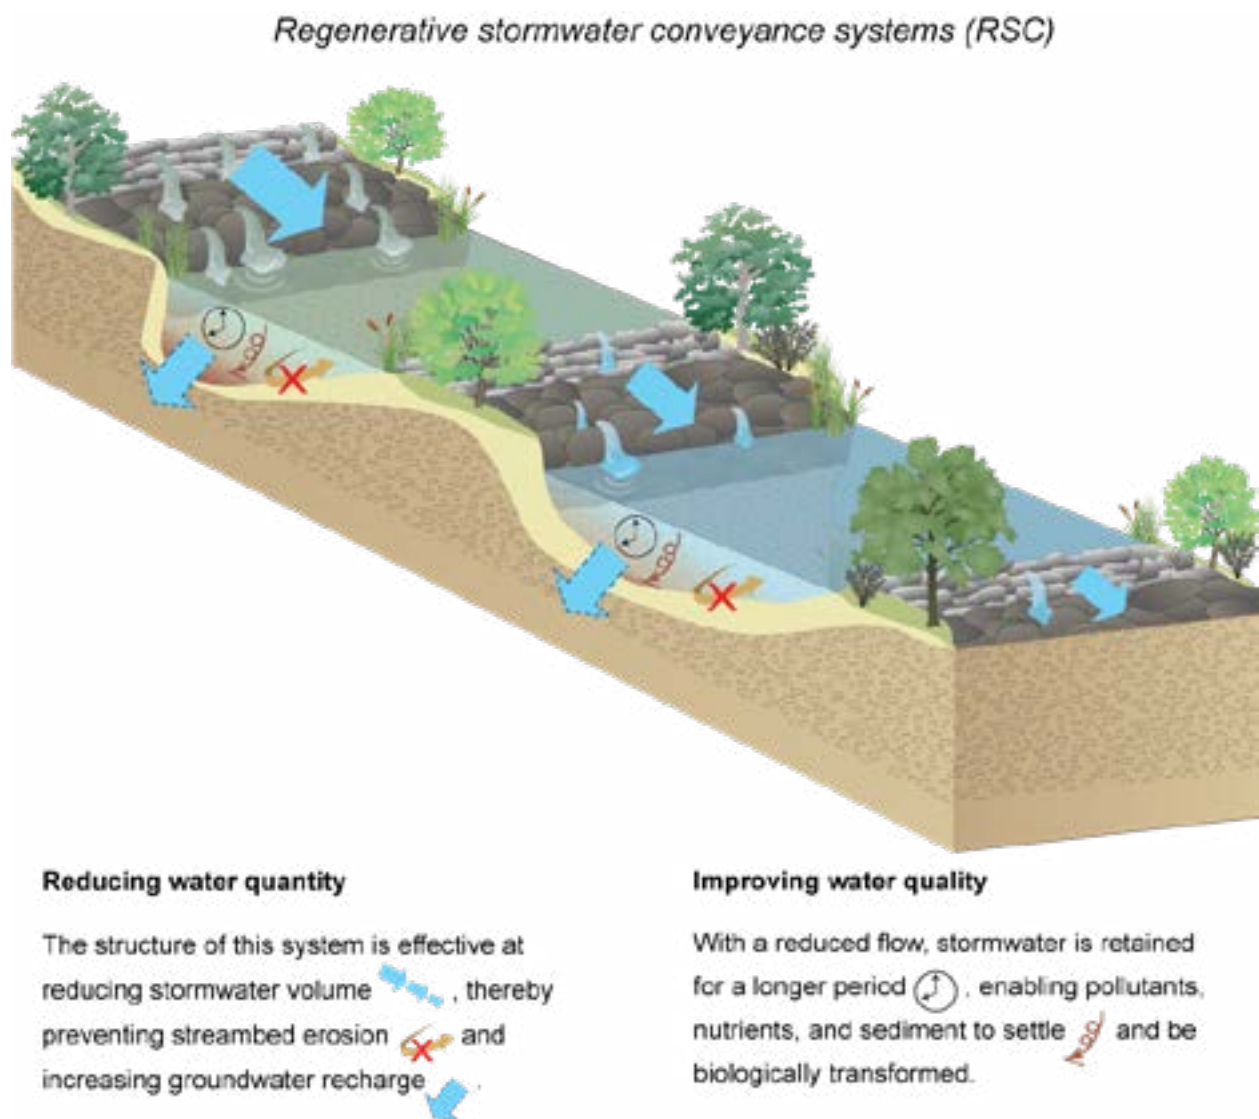 Regenerative stormwater conveyance systems (RSC)
Reducing water quantity
The structure of this system is effective at
reducing stormwater volume , thereby
preventing streambed erosion and
increasing groundwater recharge .
Improving water quality
With a reduced flow, stormwater is retained
for a longer period , enabling pollutants,
nutrients, and sediment to settle and be
biologically transformed.